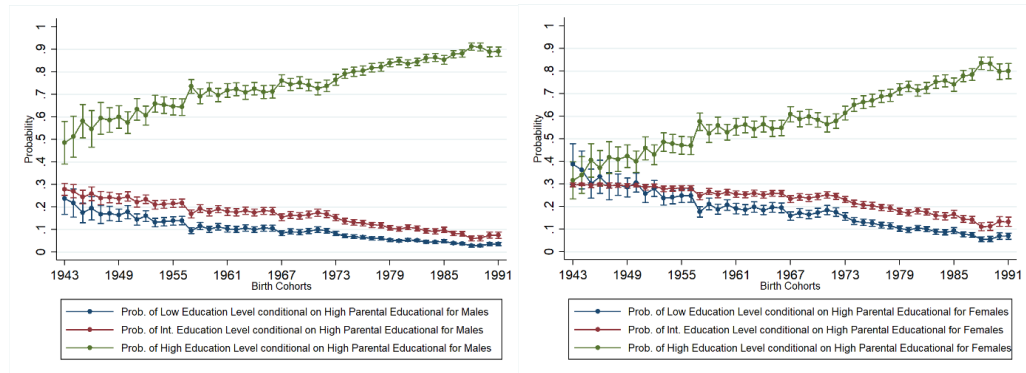 1
.9
.8
.7
.6
.5
.4
.3
.2
.1
0
Probability
1943 1949 1955 1961 1967 1973 1979 1985 1991
Birth Cohorts
Prob. of Low Education Level conditional on High Parental Educational for Males
Prob. of Int. Education Level conditional on High Parental Educational for Males
Prob. of High Education Level conditional on High Parental Educational for Males
1
.9
.8
.7
.6
.5
.4
.3
.2
.1
0
Probability
1943 1949 1955 1961 1967 1973 1979 1985 1991
Birth Cohorts
Prob. of Low Education Level conditional on High Parental Educational for Females
Prob. of Int. Education Level conditional on High Parental Educational for Females
Prob. of High Education Level conditional on High Parental Educational for Females